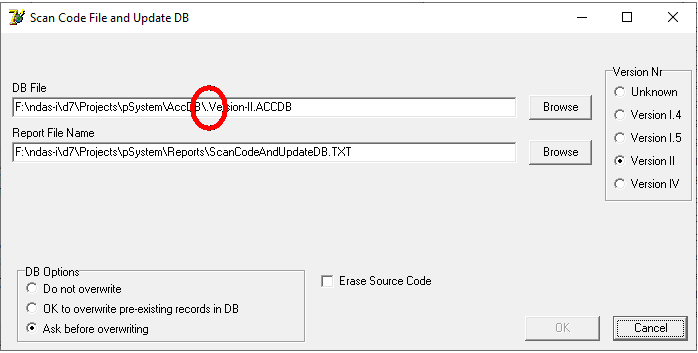 Scan Code File and Update DB
DB File
F:\ndas-i\d7\Projects\pSystem\AccDB\.Version-II.ACCDB
Browse
Report File Name
F:\ndas-i\d7\Projects\pSystem\Reports\ScanCodeAndUpdateDB.TXT
Browse
Version Nr
Unknown
Version I.4
Version I.5
Version II
Version IV
DB Options
Do not overwrite
OK to overwrite pre-existing records in DB
Ask before overwriting
Erase Source Code
OK
Cancel